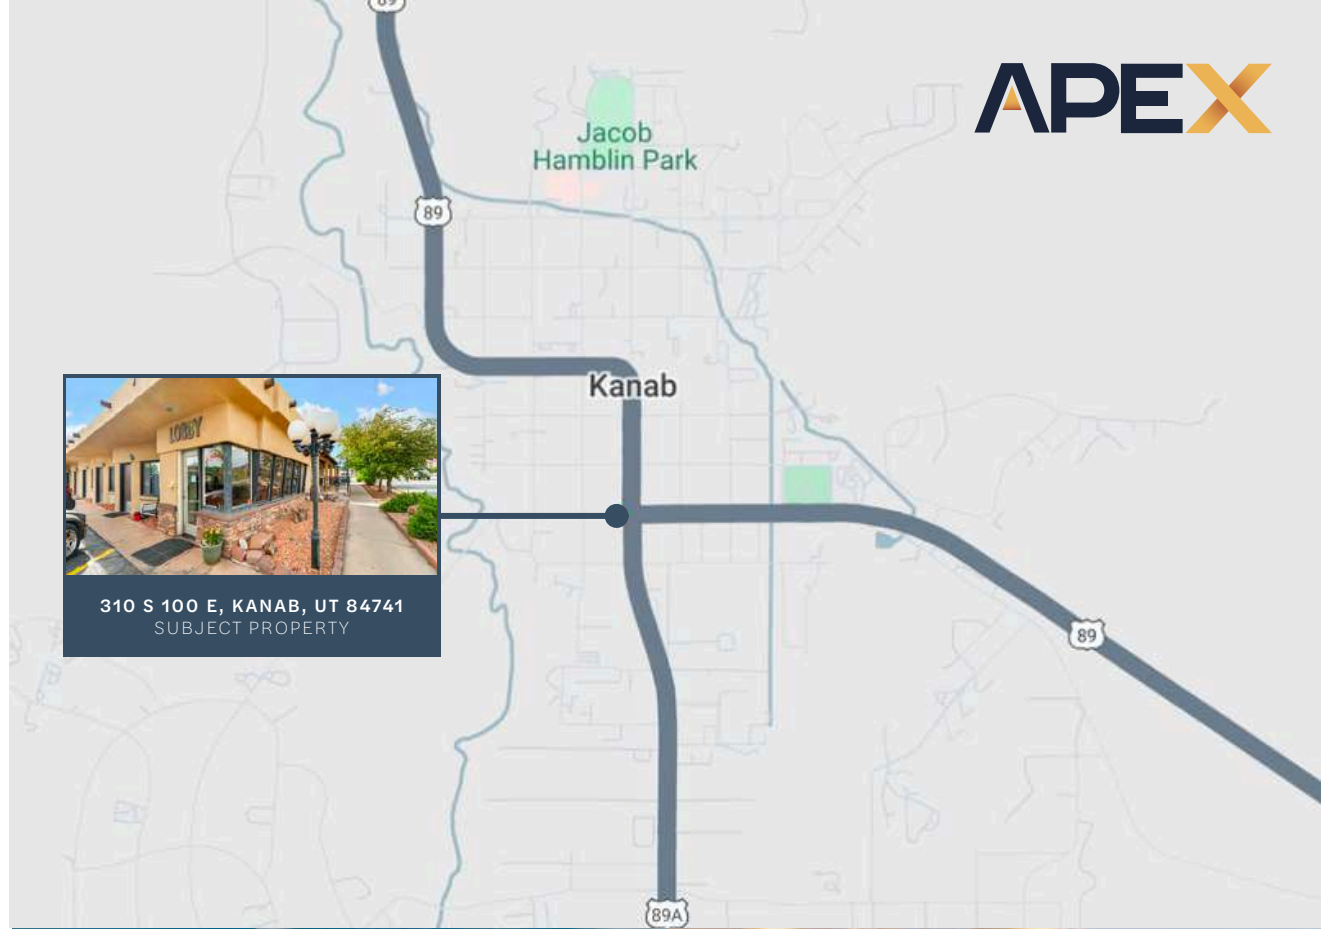 89
APEX
Jacob
Hamblin Park
89
Kanab
LOBBY
310 S 100 E, KANAB, UT 84741
SUBJECT PROPERTY
89
89A